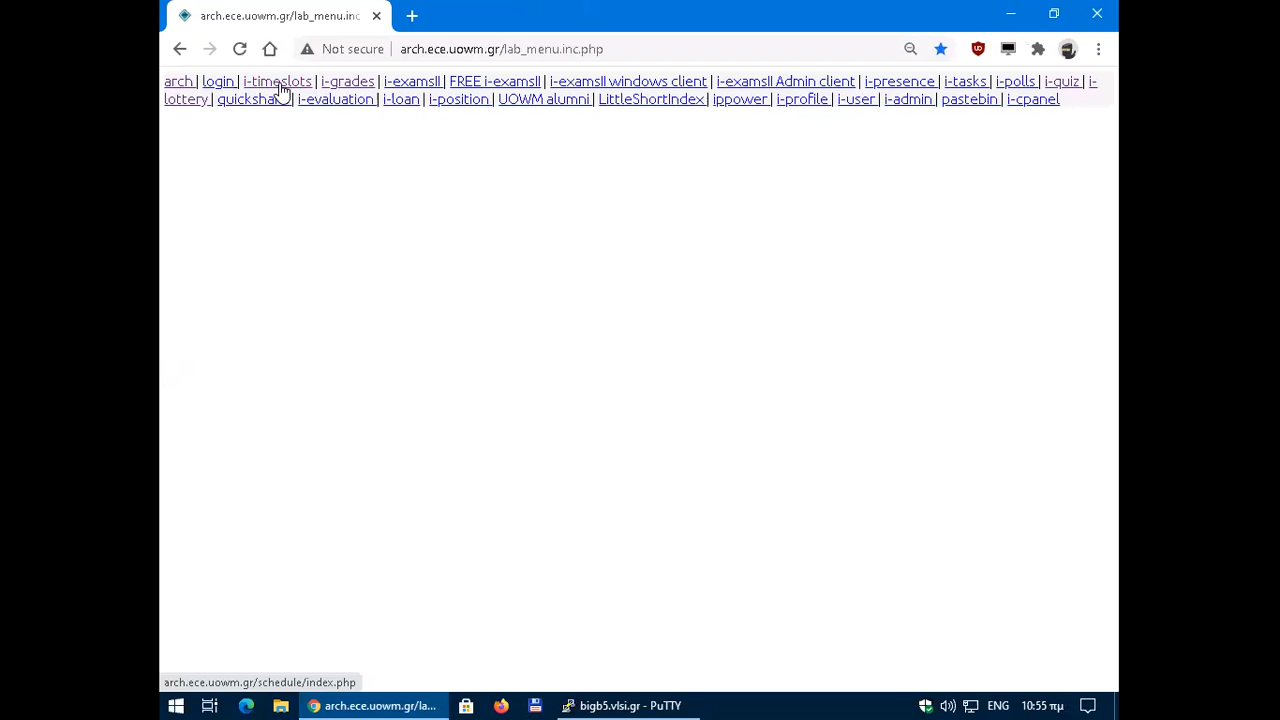 arch.ece.uowm.gr/lab_menu.inc
Not secure arch.ece.uowm.gr/lab_menu.inc.php
arch | login | i-timeslots | i-grades | i-examsII | FREE i-examsII | i-examsII windows client | i-examsII Admin client | i-presence | i-tasks | i-polls | i-quiz | i-
lottery | quickshare | i-evaluation | i-loan | i-position | UOWM alumni | LittleShortIndex | ippower | i-profile | i-user | i-admin | pastebin | i-cpanel
arch.ece.uowm.gr/schedule/index.php
arch.ece.uowm.gr/la... bigb5.vlsi.gr - PuTTY ENG 10:55 πμ